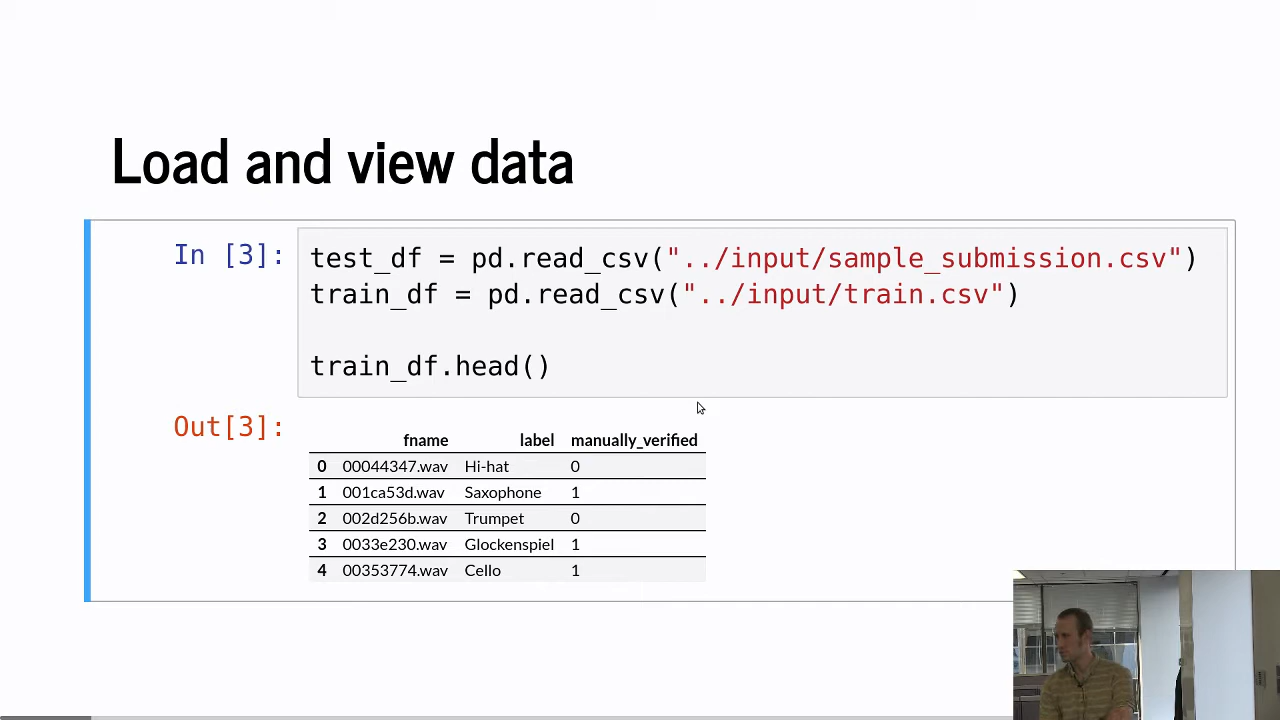 Load and view data
In [3]:
test_df = pd.read_csv("../input/sample_submission.csv")
train_df = pd.read_csv("../input/train.csv")
train_df.head()
Out[3]:
fname label manually_verified
0 00044347.wav Hi-hat 0
1 001ca53d.wav Saxophone 1
2 002d256b.wav Trumpet 0
3 0033e230.wav Glockenspiel 1
4 00353774.wav Cello 1